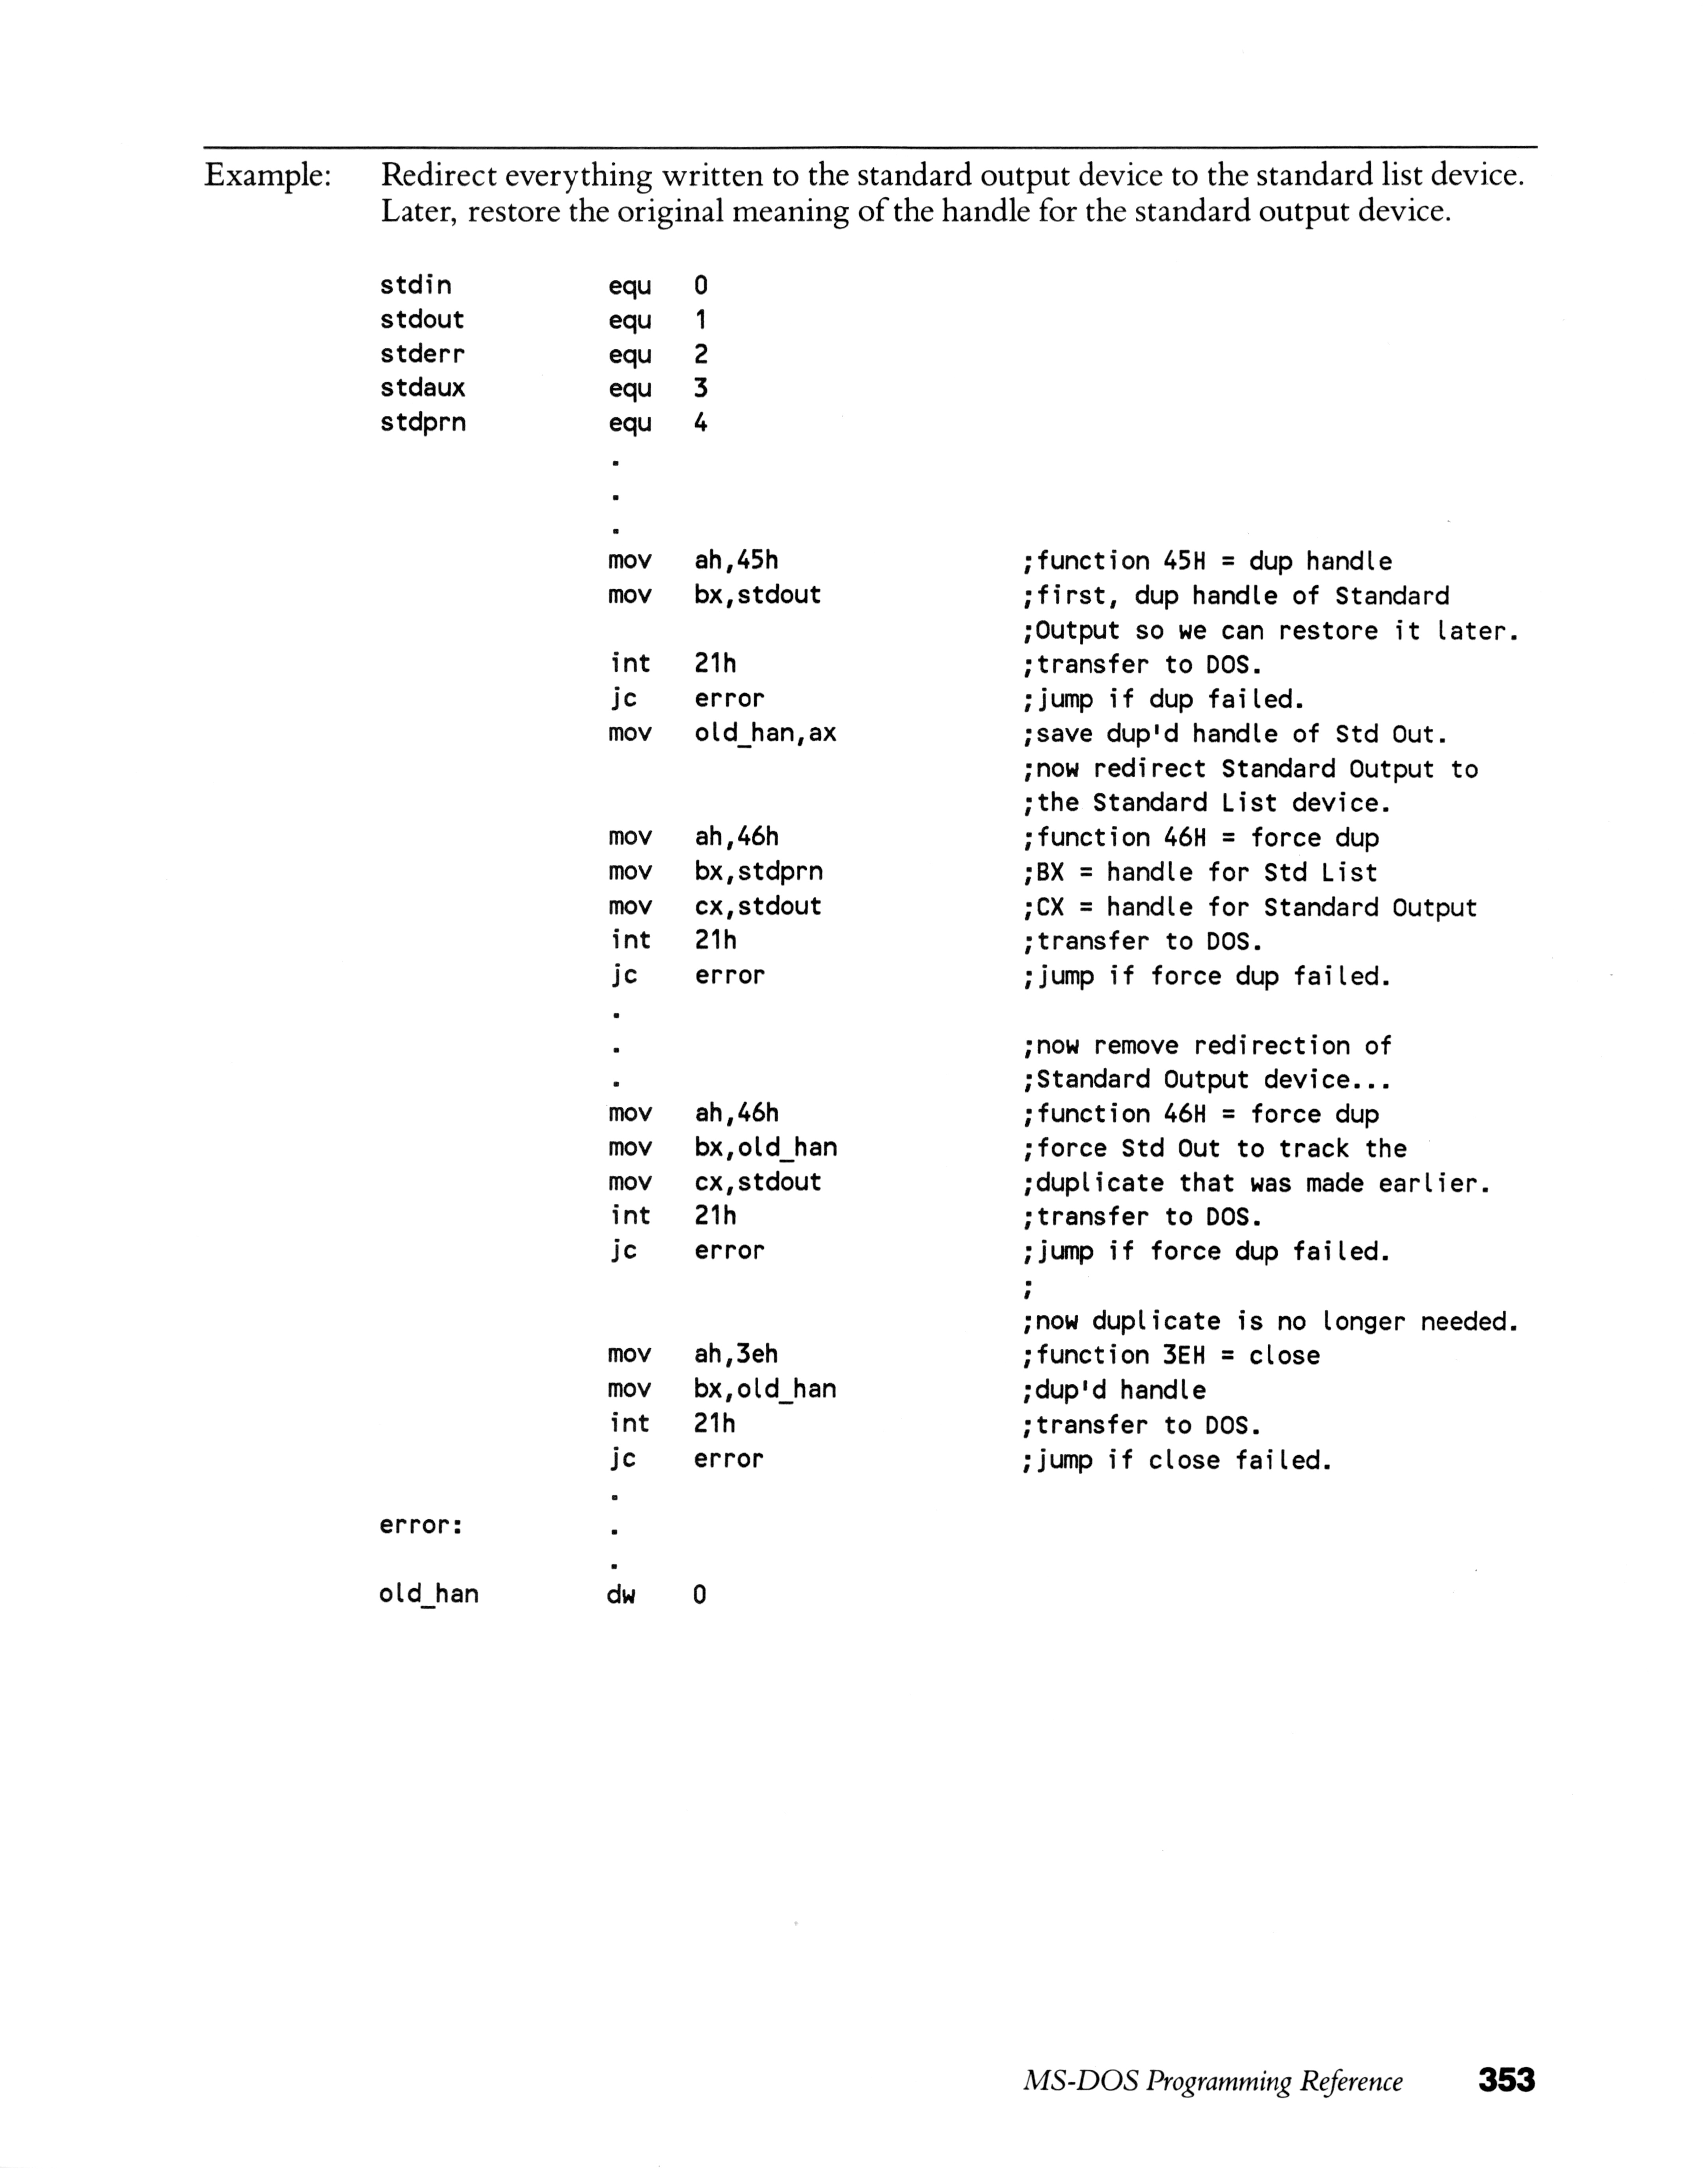 Example: Redirect everything written to the standard output device to the standard list device.
Later, restore the original meaning of the handle for the standard output device.
stdin equ 0
stdout equ 1
stderr equ 2
stdaux equ 3
stdprn equ 4
.
.
.
mov ah,45h ;function 45H = dup handle
mov bx,stdout ;first, dup handle of Standard
;Output so we can restore it later.
int 21h ;transfer to DOS.
jc error ;jump if dup failed.
mov old_han,ax ;save dup'd handle of Std Out.
;now redirect Standard Output to
;the Standard List device.
mov ah,46h ;function 46H = force dup
mov bx,stdprn ;BX = handle for Std List
mov cx,stdout ;CX = handle for Standard Output
int 21h ;transfer to DOS.
jc error ;jump if force dup failed.
.
. ;now remove redirection of
. ;Standard Output device...
mov ah,46h ;function 46H = force dup
mov bx,old_han ;force Std Out to track the
mov cx,stdout ;duplicate that was made earlier.
int 21h ;transfer to DOS.
jc error ;jump if force dup failed.
;
;now duplicate is no longer needed.
mov ah,3eh ;function 3EH = close
mov bx,old_han ;dup'd handle
int 21h ;transfer to DOS.
jc error ;jump if close failed.
.
error: .
.
old_han dw 0
MS-DOS Programming Reference 353